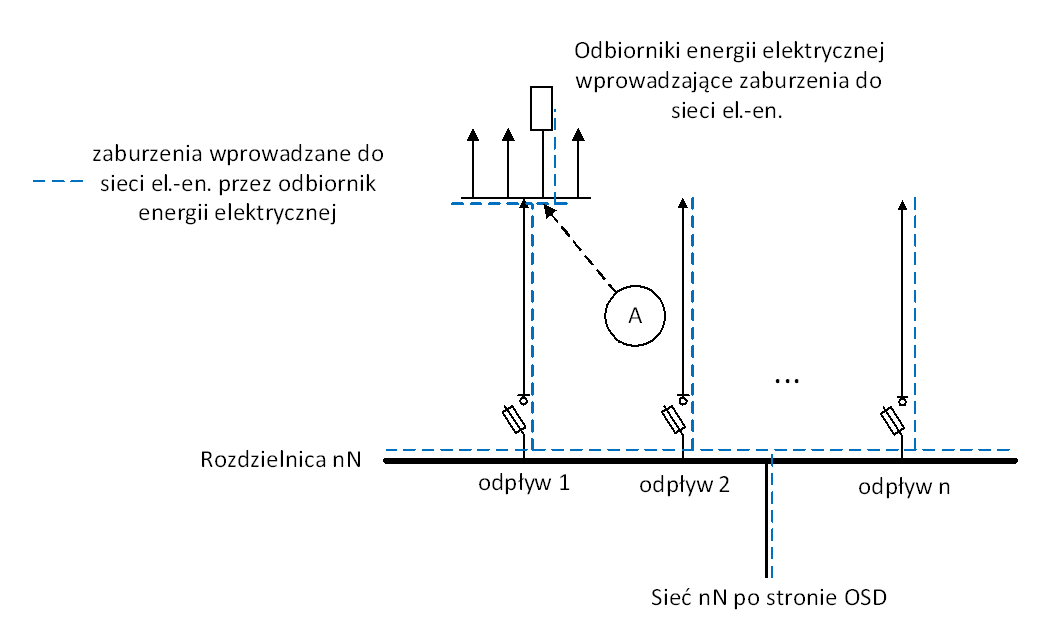 Odbiorniki energii elektrycznej
wprowadzające zaburzenia do
sieci el.-en.
zaburzenia wprowadzane do
sieci el.-en. przez odbiornik
energii elektrycznej
A
...
Rozdzielnica nN
odpływ 1
odpływ 2
odpływ n
Sieć nN po stronie OSD